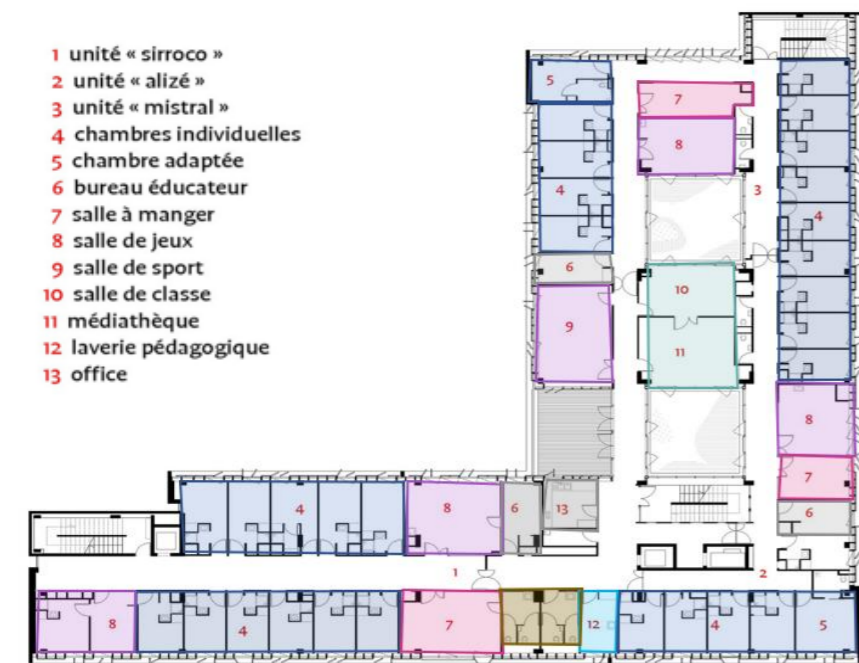 1 unité « sirroco »
2 unité « alizé »
3 unité « mistral »
4 chambres individuelles
5 chambre adaptée
6 bureau éducateur
7 salle à manger
8 salle de jeux
9 salle de sport
10 salle de classe
11 médiathèque
12 laverie pédagogique
13 office
5
7
8
4
3
4
6
10
9
11
8
7
4
8
6
13
6
1
2
8
4
7
12
4
5